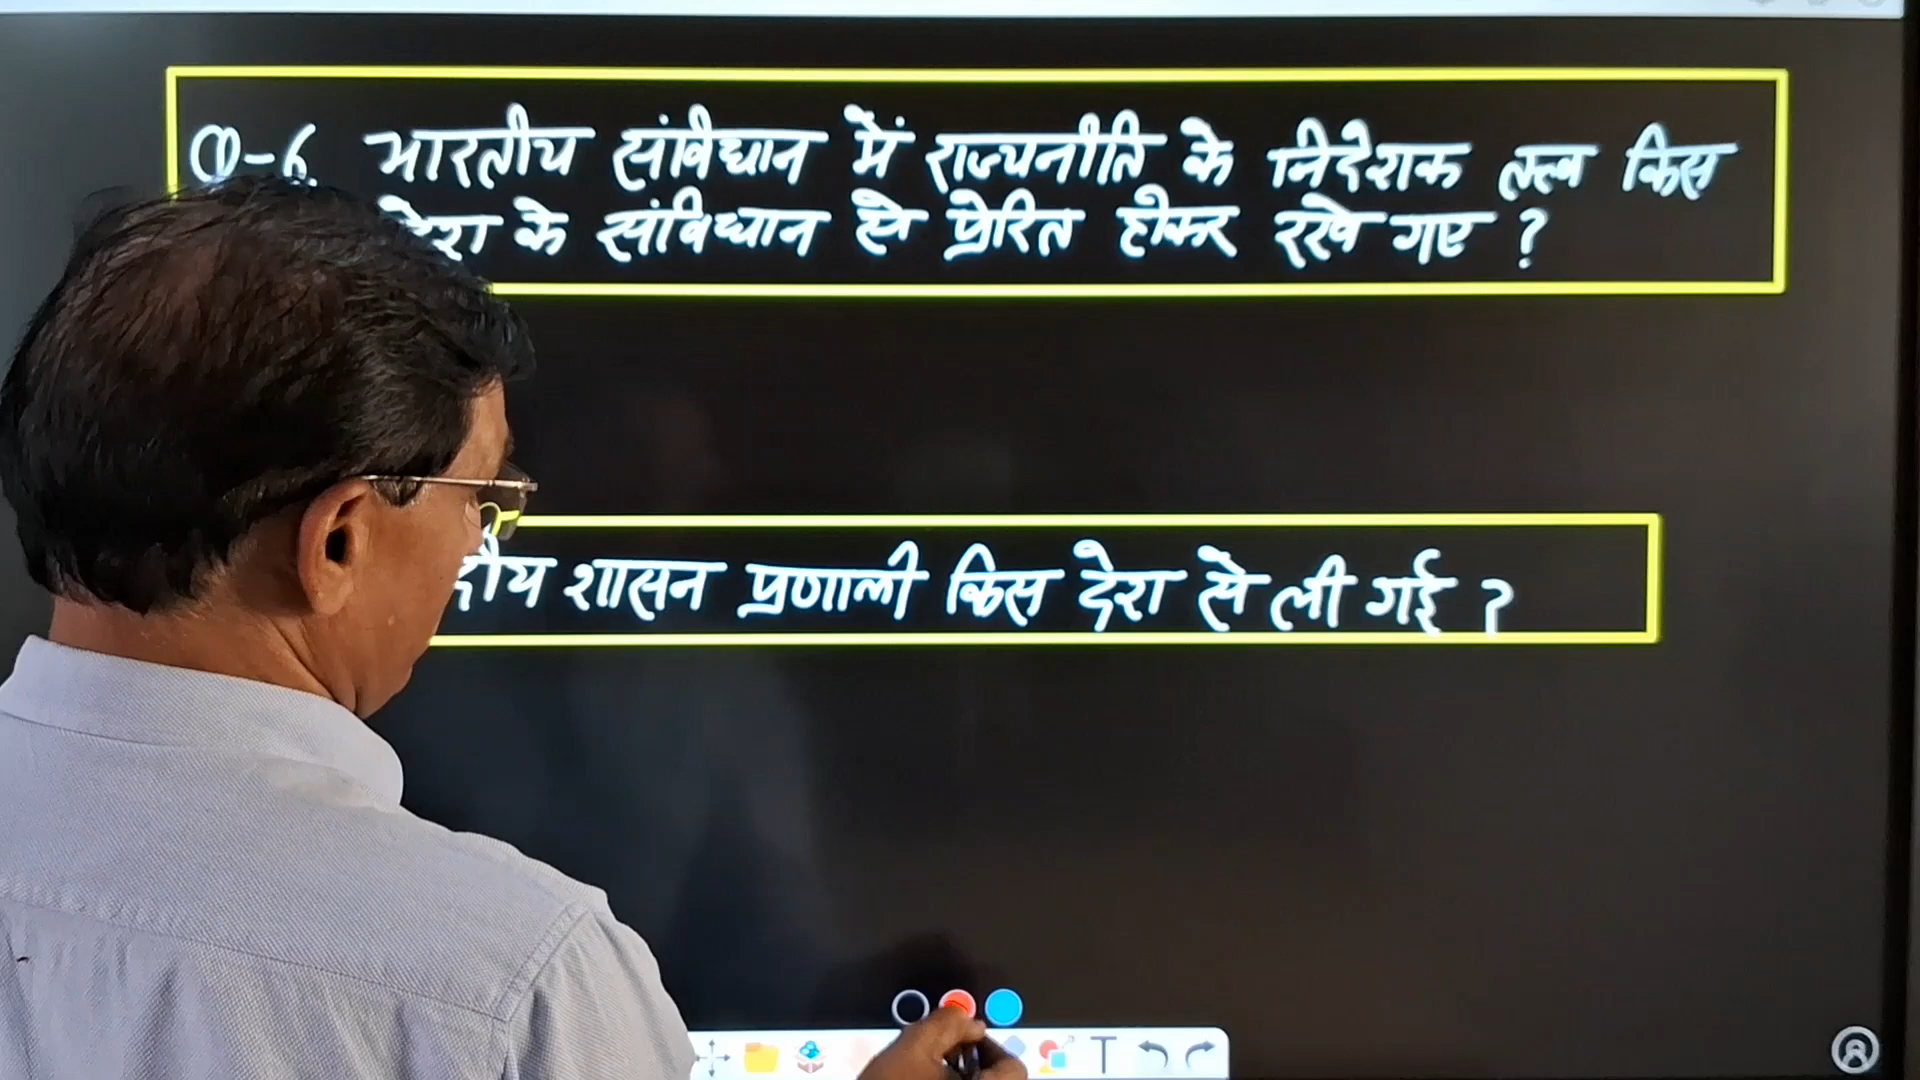 Q-6. भारतीय संविधान में राज्यनीति के निदेशक तत्व किस
देश के संविधान से प्रेरित होकर रखे गए ?
शासन प्रणाली किस देश से ली गई ?
T